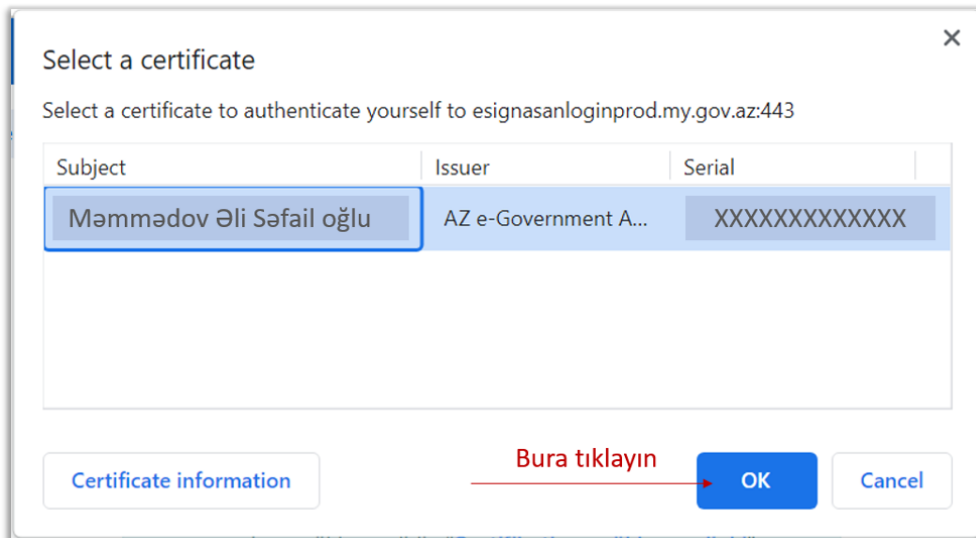 Select a certificate
Select a certificate to authenticate yourself to esignasanloginprod.my.gov.az:443
Subject Issuer Serial
Məmmədov Əli Səfail oğlu AZ e-Government A... XXXXXXXXXXXXX
Bura tıklayın
Certificate information OK Cancel